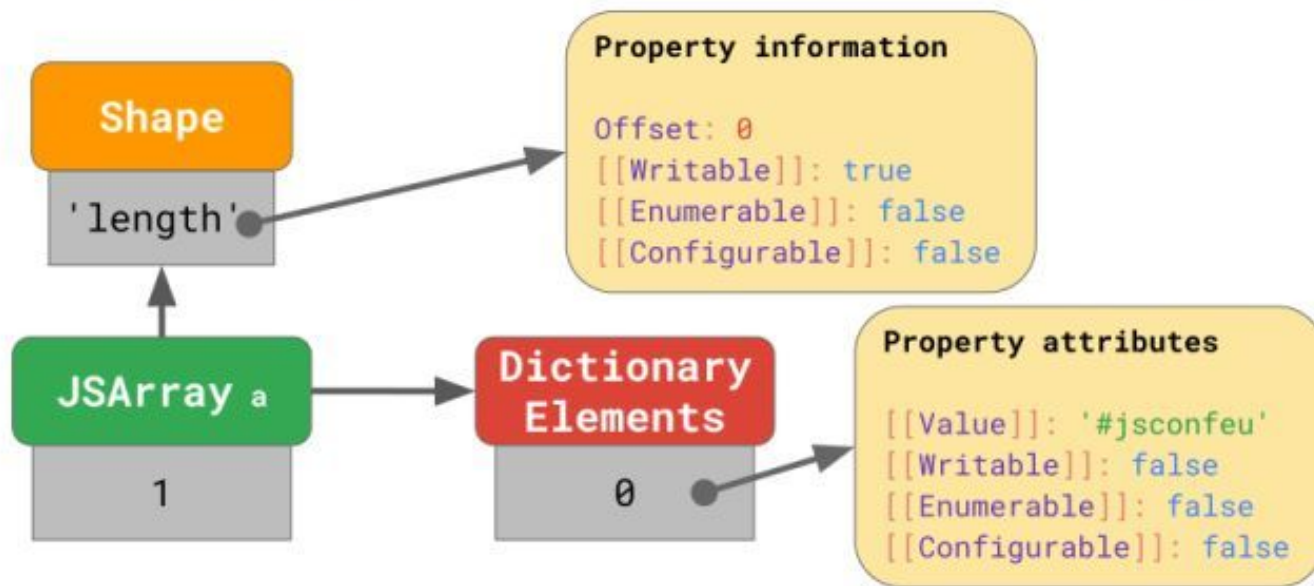 Shape
'length'
Property information
Offset: 0
[[Writable]]: true
[[Enumerable]]: false
[[Configurable]]: false
JSArray a
1
Dictionary
Elements
0
Property attributes
[[Value]]: '#jsconfeu'
[[Writable]]: false
[[Enumerable]]: false
[[Configurable]]: false